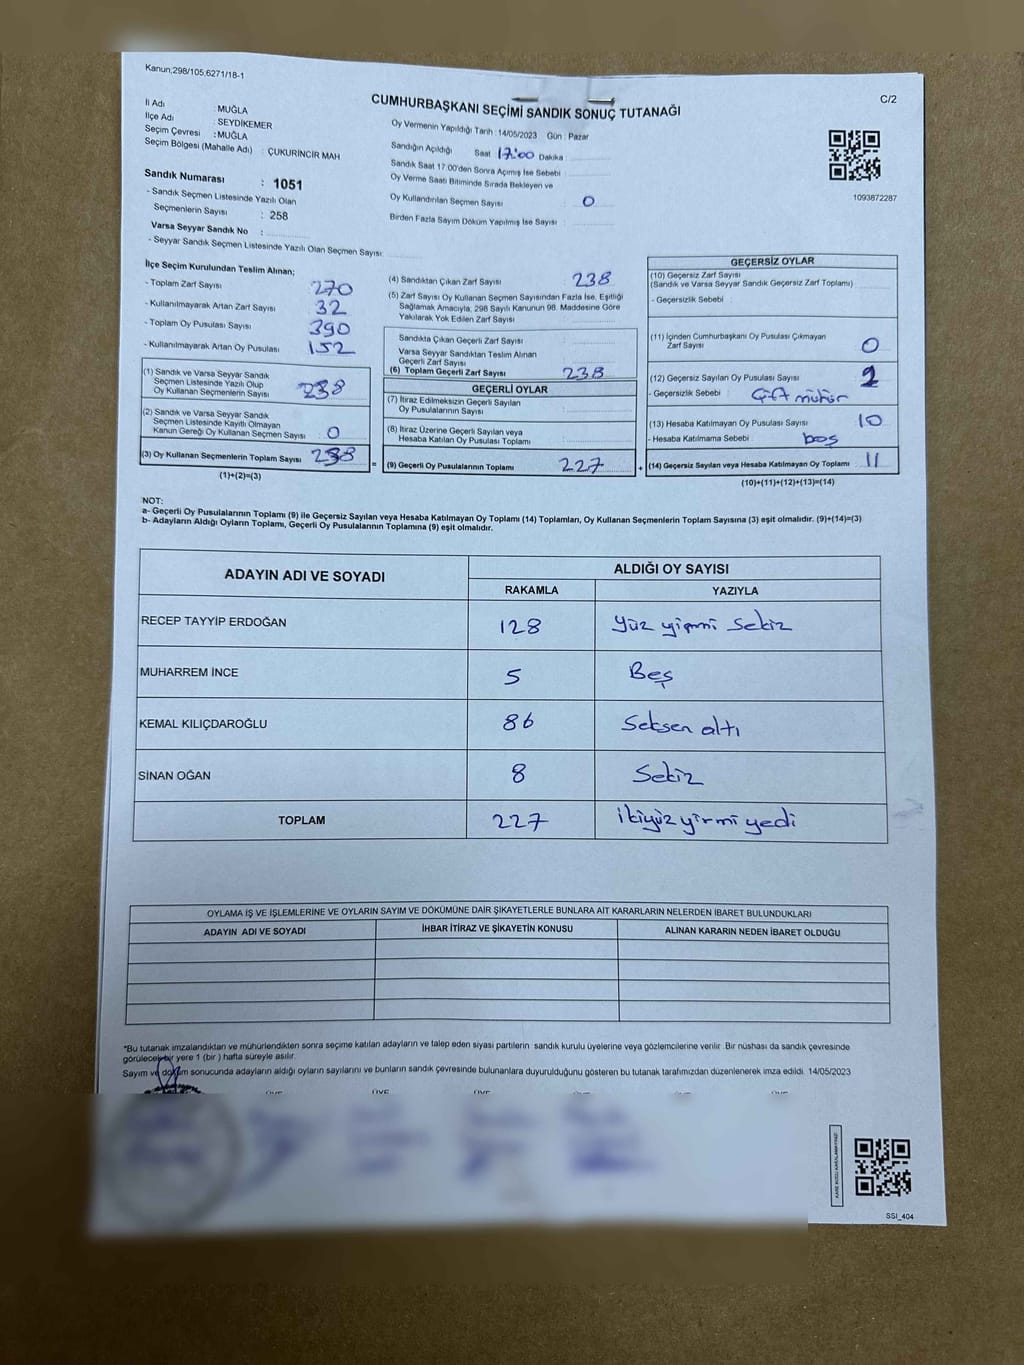 Kanun;298/105,6271/18-1
C/2
CUMHURBAŞKANI SEÇİMİ SANDIK SONUÇ TUTANAĞI
İl Adı : MUĞLA
İlçe Adı : SEYDİKEMER
Seçim Çevresi : MUĞLA
Seçim Bölgesi (Mahalle Adı) : ÇUKURİNCİR MAH
Sandık Numarası : 1051
- Sandık Seçmen Listesinde Yazılı Olan
Seçmenlerin Sayısı : 258
Varsa Seyyar Sandık No :
- Seyyar Sandık Seçmen Listesinde Yazılı Olan Seçmen Sayısı:
Oy Vermenin Yapıldığı Tarih :14/05/2023 Gün : Pazar
Sandığın Açıldığı Saat 17:00 Dakika :
Sandık Saat 17:00'den Sonra Açımış İse Sebebi :
Oy Verme Saati Bitiminde Sırada Bekleyen ve
Oy Kullandırılan Seçmen Sayısı : 0
Birden Fazla Sayım Döküm Yapılmış İse Sayısı :
1093872287
İlçe Seçim Kurulundan Teslim Alınan;
- Toplam Zarf Sayısı : 270
- Kullanılmayarak Artan Zarf Sayısı : 32
- Toplam Oy Pusulası Sayısı : 390
- Kullanılmayarak Artan Oy Pusulası : 152
(1) Sandık ve Varsa Seyyar Sandık
Seçmen Listesinde Yazılı Olup
Oy Kullanan Seçmenlerin Sayısı : 238
(2) Sandık ve Varsa Seyyar Sandık
Seçmen Listesinde Kayıtlı Olmayan
Kanun Gereği Oy Kullanan Seçmen Sayısı : 0
(3) Oy Kullanan Seçmenlerin Toplam Sayısı : 238
(1)+(2)=(3)
(4) Sandıktan Çıkan Zarf Sayısı : 238
(5) Zarf Sayısı Oy Kullanan Seçmen Sayısından Fazla İse, Eşitliği
Sağlamak Amacıyla, 298 Sayılı Kanunun 98. Maddesine Göre
Yakılarak Yok Edilen Zarf Sayısı :
Sandıkta Çıkan Geçerli Zarf Sayısı :
Varsa Seyyar Sandıktan Teslim Alınan
Geçerli Zarf Sayısı :
(6) Toplam Geçerli Zarf Sayısı : 238
GEÇERLİ OYLAR
(7) İtiraz Edilmeksizin Geçerli Sayılan
Oy Pusulalarının Sayısı :
(8) İtiraz Üzerine Geçerli Sayılan veya
Hesaba Katılan Oy Pusulası Toplamı :
= (9) Geçerli Oy Pusulalarının Toplamı : 227
GEÇERSİZ OYLAR
(10) Geçersiz Zarf Sayısı :
(Sandık ve Varsa Seyyar Sandık Geçersiz Zarf Toplamı)
- Geçersizlik Sebebi :
(11) İçinden Cumhurbaşkanı Oy Pusulası Çıkmayan
Zarf Sayısı : 0
(12) Geçersiz Sayılan Oy Pusulası Sayısı :
- Geçersizlik Sebebi : Çift mühür
(13) Hesaba Katılmayan Oy Pusulası Sayısı : 10
- Hesaba Katılmama Sebebi : boş
+ (14) Geçersiz Sayılan veya Hesaba Katılmayan Oy Toplamı : 11
(10)+(11)+(12)+(13)=(14)
NOT:
a- Geçerli Oy Pusulalarının Toplamı (9) ile Geçersiz Sayılan veya Hesaba Katılmayan Oy Toplamı (14) Toplamları, Oy Kullanan Seçmenlerin Toplam Sayısına (3) eşit olmalıdır. (9)+(14)=(3)
b- Adayların Aldığı Oyların Toplamı, Geçerli Oy Pusulalarının Toplamına (9) eşit olmalıdır.
ADAYIN ADI VE SOYADI
ALDIĞI OY SAYISI
RAKAMLA YAZIYLA
RECEP TAYYİP ERDOĞAN 128 Yüz yirmi sekiz
MUHARREM İNCE 5 Beş
KEMAL KILIÇDAROĞLU 86 Seksen altı
SİNAN OĞAN 8 Sekiz
TOPLAM 227 İkiyüz yirmi yedi
OYLAMA İŞ VE İŞLEMLERİNE VE OYLARIN SAYIM VE DÖKÜMÜNE DAİR ŞİKAYETLERLE BUNLARA AİT KARARLARIN NELERDEN İBARET BULUNDUKLARI
ADAYIN ADI VE SOYADI İHBAR İTİRAZ VE ŞİKAYETİN KONUSU ALINAN KARARIN NEDEN İBARET OLDUĞU
*Bu tutanak imzalandıktan ve mühürlendikten sonra seçime katılan adayların ve talep eden siyasi partilerin sandık kurulu üyelerine veya gözlemcilerine verilir. Bir nüshası da sandık çevresinde
görülecek bir yere 1 (bir ) hafta süreyle asılır.
Sayım ve döküm sonucunda adayların aldığı oyların sayılarını ve bunların sandık çevresinde bulunanlara duyurulduğunu gösteren bu tutanak tarafımızdan düzenlenerek imza edildi. 14/05/2023
SSI_404